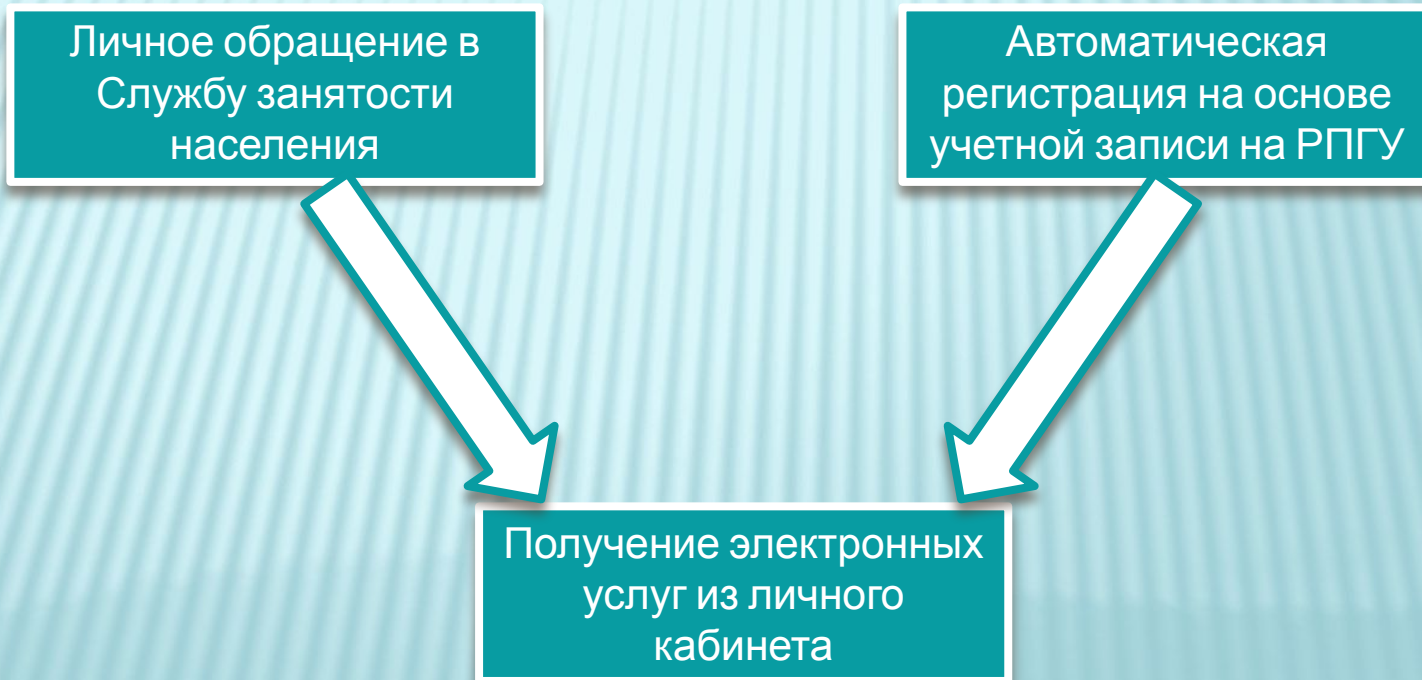 Личное обращение в
Службу занятости
населения
Автоматическая
регистрация на основе
учетной записи на РПГУ
Получение электронных
услуг из личного
кабинета